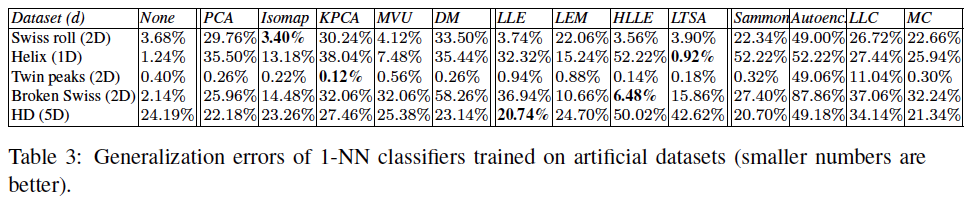 Dataset (d) None PCA Isomap KPCA MVU DM LLE LEM HLLE LTSA Sammon Autoenc. LLC MC
Swiss roll (2D) 3.68% 29.76% 3.40% 30.24% 4.12% 33.50% 3.74% 22.06% 3.56% 3.90% 22.34% 49.00% 26.72% 22.66%
Helix (1D) 1.24% 35.50% 13.18% 38.04% 7.48% 35.44% 32.32% 15.24% 52.22% 0.92% 52.22% 52.22% 27.44% 25.94%
Twin peaks (2D) 0.40% 0.26% 0.22% 0.12% 0.56% 0.26% 0.94% 0.88% 0.14% 0.18% 0.32% 49.06% 11.04% 0.30%
Broken Swiss (2D) 2.14% 25.96% 14.48% 32.06% 32.06% 58.26% 36.94% 10.66% 6.48% 15.86% 27.40% 87.86% 37.06% 32.24%
HD (5D) 24.19% 22.18% 23.26% 27.46% 25.38% 23.14% 20.74% 24.70% 50.02% 42.62% 20.70% 49.18% 34.14% 21.34%
Table 3: Generalization errors of 1-NN classifiers trained on artificial datasets (smaller numbers are
better).